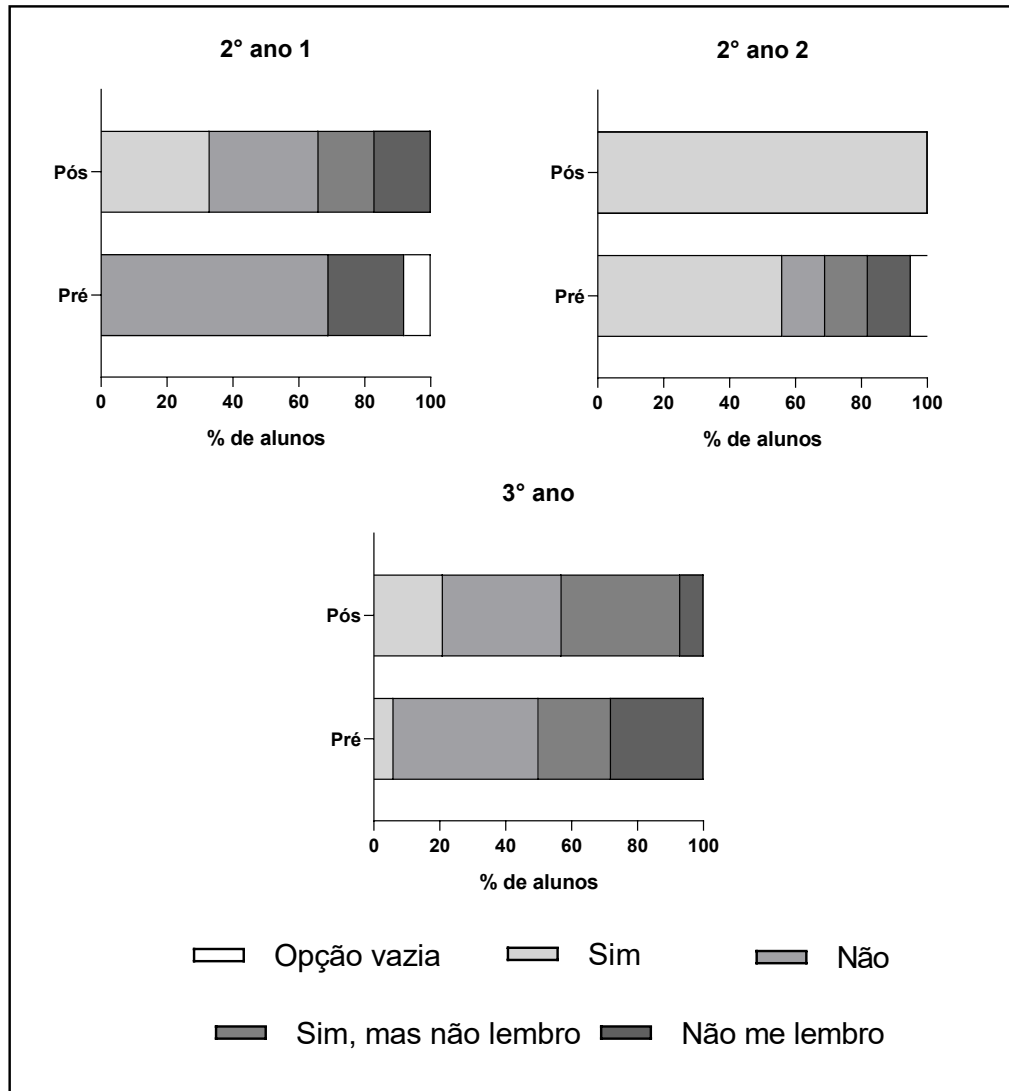 2° ano 1
Pós
Pré
0 20 40 60 80 100
% de alunos
2° ano 2
Pós
Pré
0 20 40 60 80 100
% de alunos
3° ano
Pós
Pré
0 20 40 60 80 100
% de alunos
Opção vazia Sim Não
Sim, mas não lembro Não me lembro